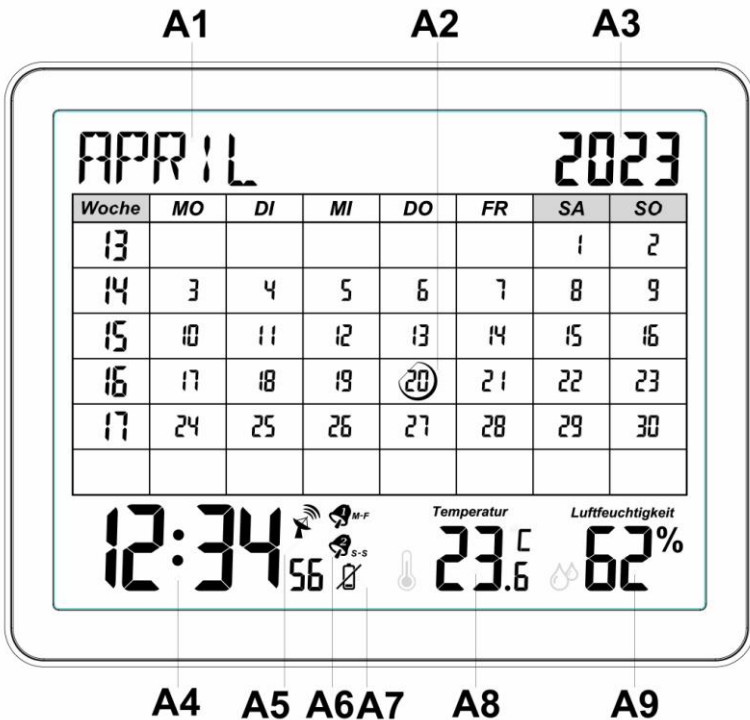 A1 A2 A3
APRIL 2023
Woche MO DI MI DO FR SA SO
13 1 2
14 3 4 5 6 7 8 9
15 10 11 12 13 14 15 16
16 17 18 19 20 21 22 23
17 24 25 26 27 28 29 30
1 M-F Temperatur Luftfeuchtigkeit
12:34 56 2 S-S 23.6 C 62%
A4 A5 A6 A7 A8 A9